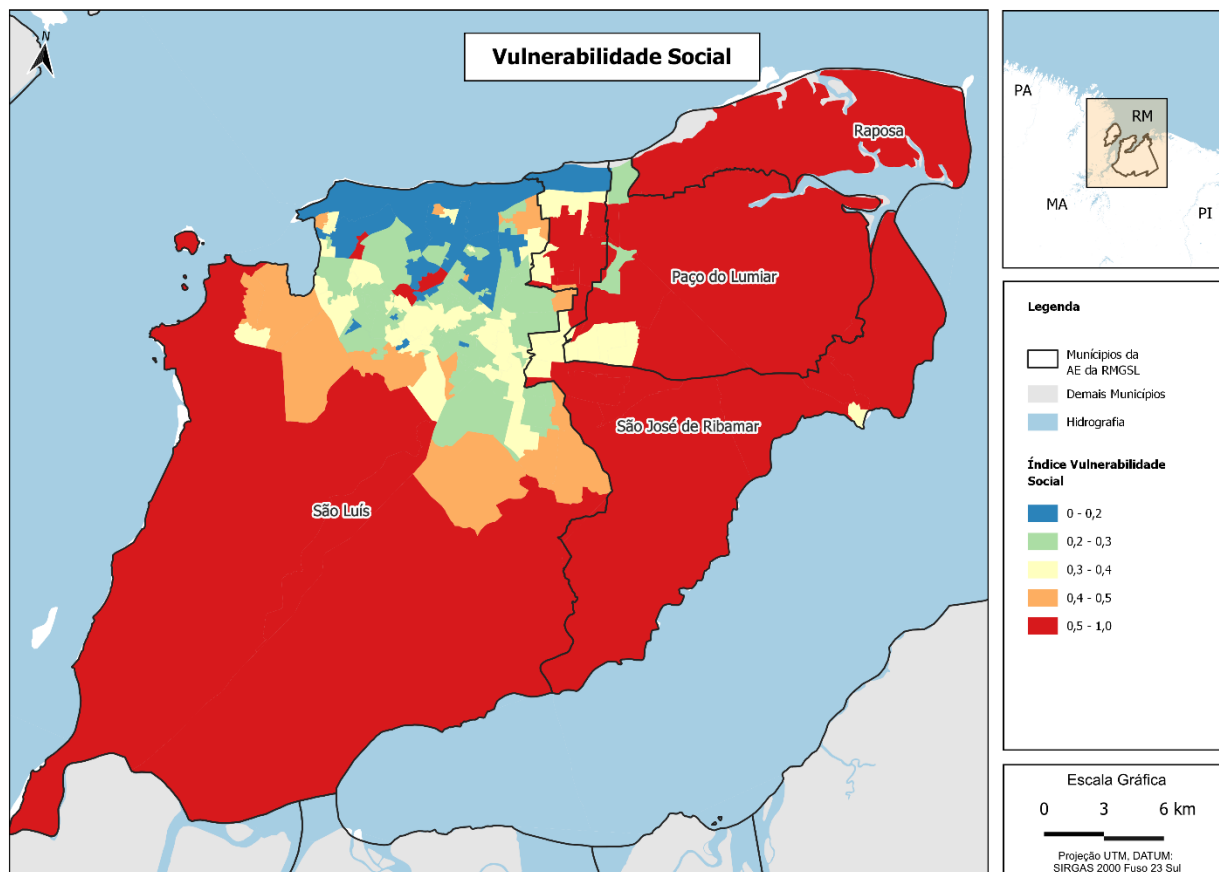 N
Vulnerabilidade Social
Raposa
Paço do Lumiar
São José de Ribamar
São Luís
PA
RM
MA
PI
Legenda
Municípios da
AE da RMGSL
Demais Municípios
Hidrografia
Índice Vulnerabilidade
Social
0 - 0,2
0,2 - 0,3
0,3 - 0,4
0,4 - 0,5
0,5 - 1,0
Escala Gráfica
0 3 6 km
Projeção UTM, DATUM:
SIRGAS 2000 Fuso 23 Sul